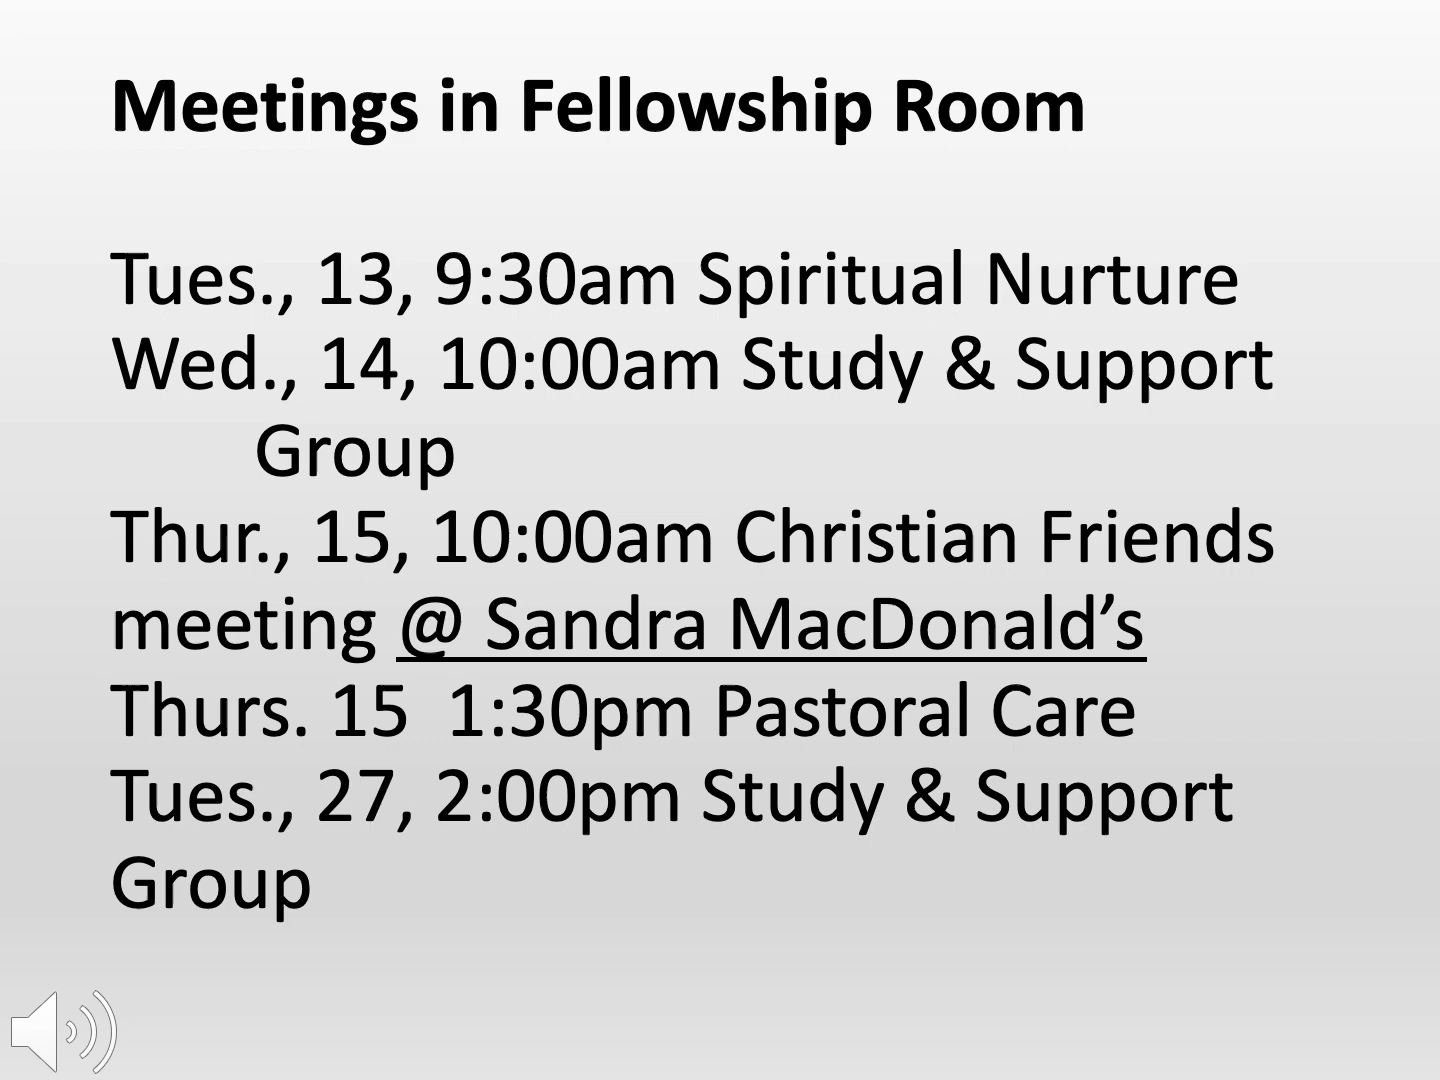 Meetings in Fellowship Room
Tues., 13, 9:30am Spiritual Nurture
Wed., 14, 10:00am Study & Support
Group
Thur., 15, 10:00am Christian Friends
meeting @ Sandra MacDonald’s
Thurs. 15  1:30pm Pastoral Care
Tues., 27, 2:00pm Study & Support
Group